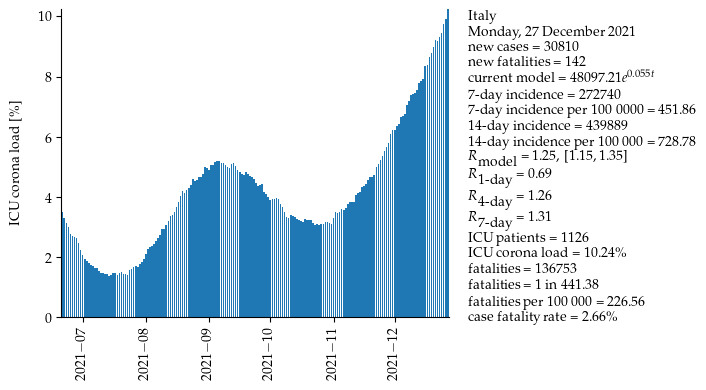 10
8
6
4
2
0
ICU corona load [%]
2021−07
2021−08
2021−09
2021−10
2021−11
2021−12
Italy
Monday, 27 December 2021
new cases = 30810
new fatalities = 142
current model = 48097.21e^0.055t
7-day incidence = 272740
7-day incidence per 100 0000 = 451.86
14-day incidence = 439889
14-day incidence per 100 000 = 728.78
R_model = 1.25, [1.15, 1.35]
R_1-day = 0.69
R_4-day = 1.26
R_7-day = 1.31
ICU patients = 1126
ICU corona load = 10.24%
fatalities = 136753
fatalities = 1 in 441.38
fatalities per 100 000 = 226.56
case fatality rate = 2.66%